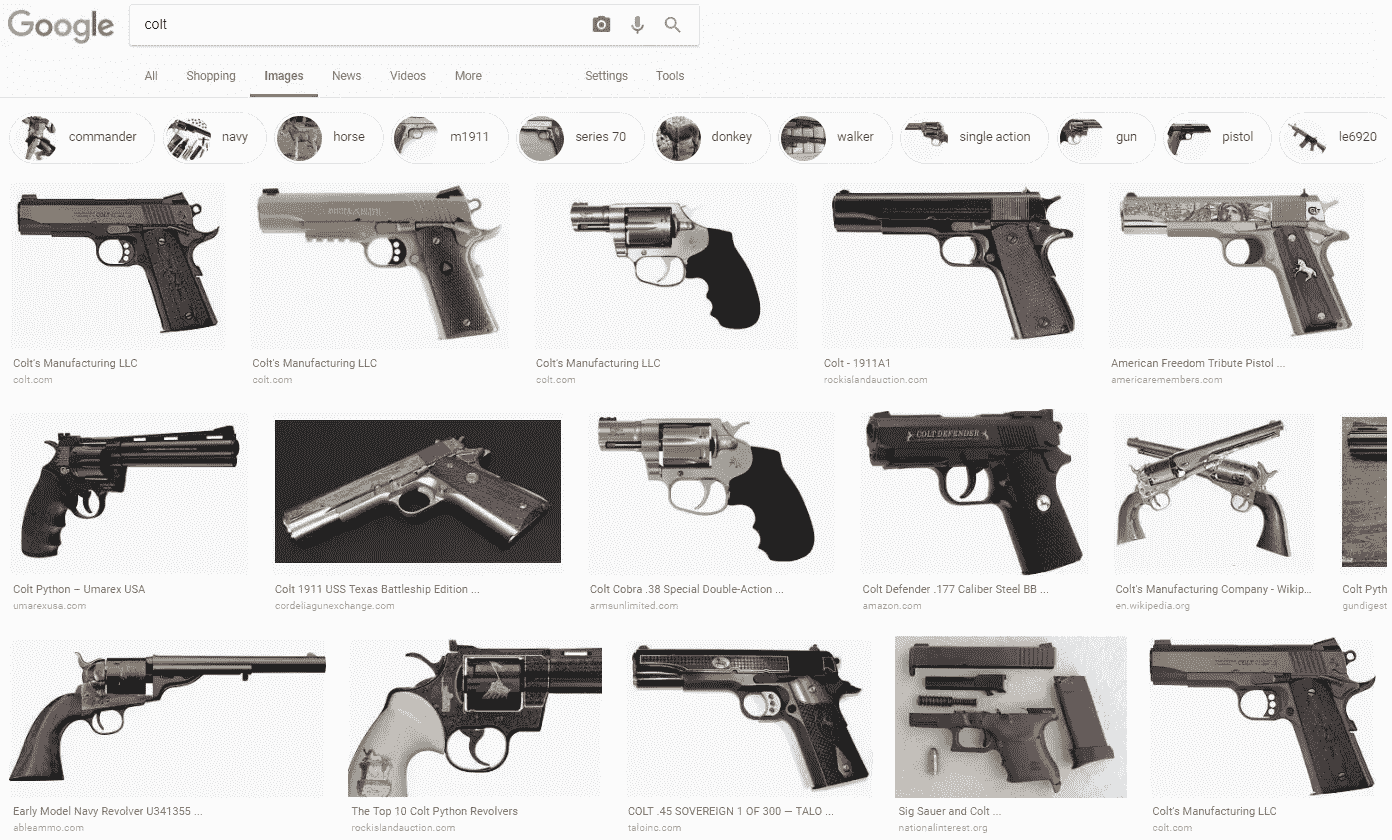 Google colt
All Shopping Images News Videos More Settings Tools
commander navy horse m1911 series 70 donkey walker single action gun pistol le6920
Colt's Manufacturing LLC Colt's Manufacturing LLC Colt's Manufacturing LLC Colt - 1911A1 American Freedom Tribute Pistol ...
colt.com colt.com colt.com rockislandauction.com americaremembers.com
COLT DEFENDER
Colt Python – Umarex USA Colt 1911 USS Texas Battleship Edition ... Colt Cobra .38 Special Double-Action ... Colt Defender .177 Caliber Steel BB ... Colt's Manufacturing Company - Wikip... Colt Pyth
umarexusa.com cordeliagunexchange.com armsunlimited.com amazon.com en.wikipedia.org gundigest
Early Model Navy Revolver U341355 ... The Top 10 Colt Python Revolvers COLT .45 SOVEREIGN 1 OF 300 — TALO ... Sig Sauer and Colt ... Colt's Manufacturing LLC
ableammo.com rockislandauction.com taloinc.com nationalinterest.org colt.com